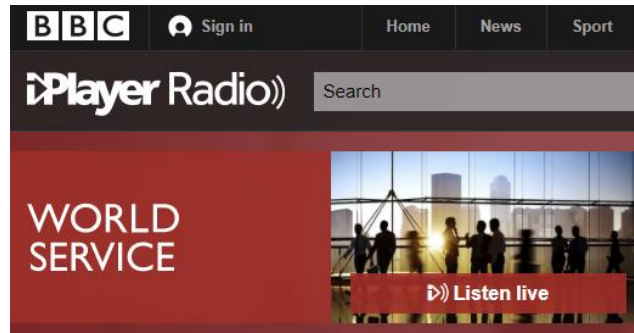 BBC Sign in Home News Sport
iPlayer Radio Search
WORLD
SERVICE
Listen live